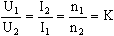 U₁/U₂ = I₂/I₁ = n₁/n₂ = K